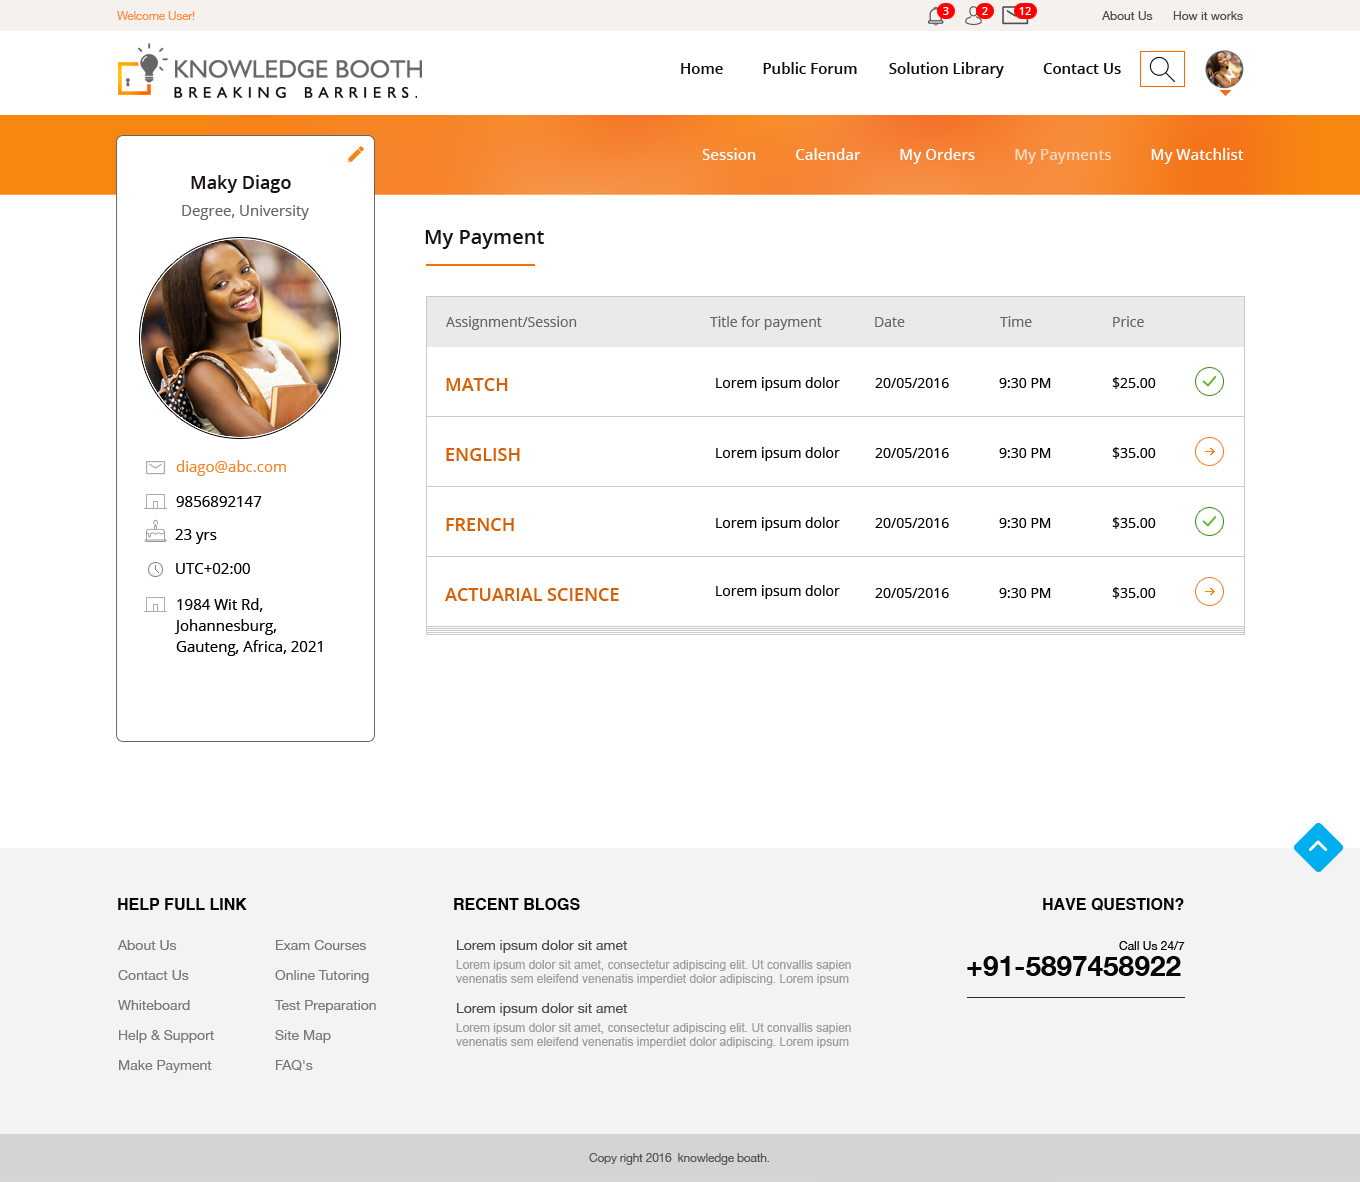 Welcome User!
3
2
12
About Us
How it works
KNOWLEDGE BOOTH
BREAKING BARRIERS.
Home
Public Forum
Solution Library
Contact Us
Session
Calendar
My Orders
My Payments
My Watchlist
Maky Diago
Degree, University
diago@abc.com
9856892147
23 yrs
UTC+02:00
1984 Wit Rd,
Johannesburg,
Gauteng, Africa, 2021
My Payment
Assignment/Session Title for payment Date Time Price
MATCH Lorem ipsum dolor 20/05/2016 9:30 PM $25.00
ENGLISH Lorem ipsum dolor 20/05/2016 9:30 PM $35.00
FRENCH Lorem ipsum dolor 20/05/2016 9:30 PM $35.00
ACTUARIAL SCIENCE Lorem ipsum dolor 20/05/2016 9:30 PM $35.00
HELP FULL LINK
About Us
Contact Us
Whiteboard
Help & Support
Make Payment
Exam Courses
Online Tutoring
Test Preparation
Site Map
FAQ's
RECENT BLOGS
Lorem ipsum dolor sit amet
Lorem ipsum dolor sit amet, consectetur adipiscing elit. Ut convallis sapien
venenatis sem eleifend venenatis imperdiet dolor adipiscing. Lorem ipsum
Lorem ipsum dolor sit amet
Lorem ipsum dolor sit amet, consectetur adipiscing elit. Ut convallis sapien
venenatis sem eleifend venenatis imperdiet dolor adipiscing. Lorem ipsum
HAVE QUESTION?
Call Us 24/7
+91-5897458922
Copy right 2016 knowledge boath.